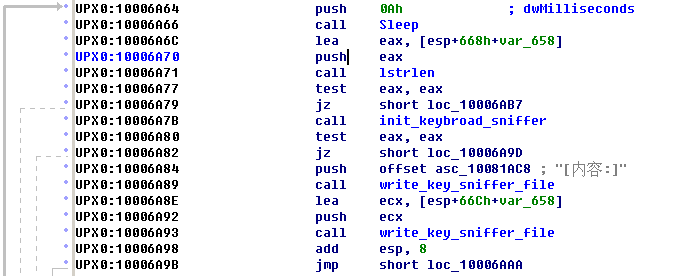 UPX0:10006A64 push 0Ah ; dwMilliseconds
UPX0:10006A66 call Sleep
UPX0:10006A6C lea eax, [esp+668h+var_658]
UPX0:10006A70 push eax
UPX0:10006A71 call lstrlen
UPX0:10006A77 test eax, eax
UPX0:10006A79 jz short loc_10006AB7
UPX0:10006A7B call init_keybroad_sniffer
UPX0:10006A80 test eax, eax
UPX0:10006A82 jz short loc_10006A9D
UPX0:10006A84 push offset asc_10081AC8 ; "[内容:]"
UPX0:10006A89 call write_key_sniffer_file
UPX0:10006A8E lea ecx, [esp+66Ch+var_658]
UPX0:10006A92 push ecx
UPX0:10006A93 call write_key_sniffer_file
UPX0:10006A98 add esp, 8
UPX0:10006A9B jmp short loc_10006AAA